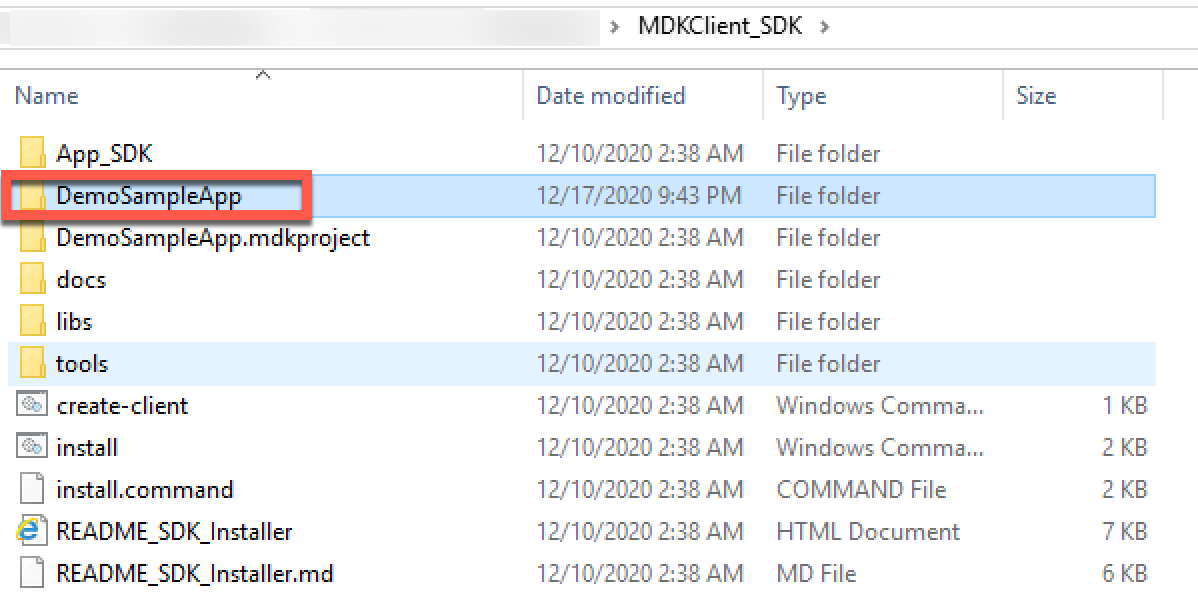 › MDKClient_SDK ›
Name Date modified Type Size
App_SDK 12/10/2020 2:38 AM File folder
DemoSampleApp 12/17/2020 9:43 PM File folder
DemoSampleApp.mdkproject 12/10/2020 2:38 AM File folder
docs 12/10/2020 2:38 AM File folder
libs 12/10/2020 2:38 AM File folder
tools 12/10/2020 2:38 AM File folder
create-client 12/10/2020 2:38 AM Windows Comma... 1 KB
install 12/10/2020 2:38 AM Windows Comma... 2 KB
install.command 12/10/2020 2:38 AM COMMAND File 2 KB
README_SDK_Installer 12/10/2020 2:38 AM HTML Document 7 KB
README_SDK_Installer.md 12/10/2020 2:38 AM MD File 6 KB